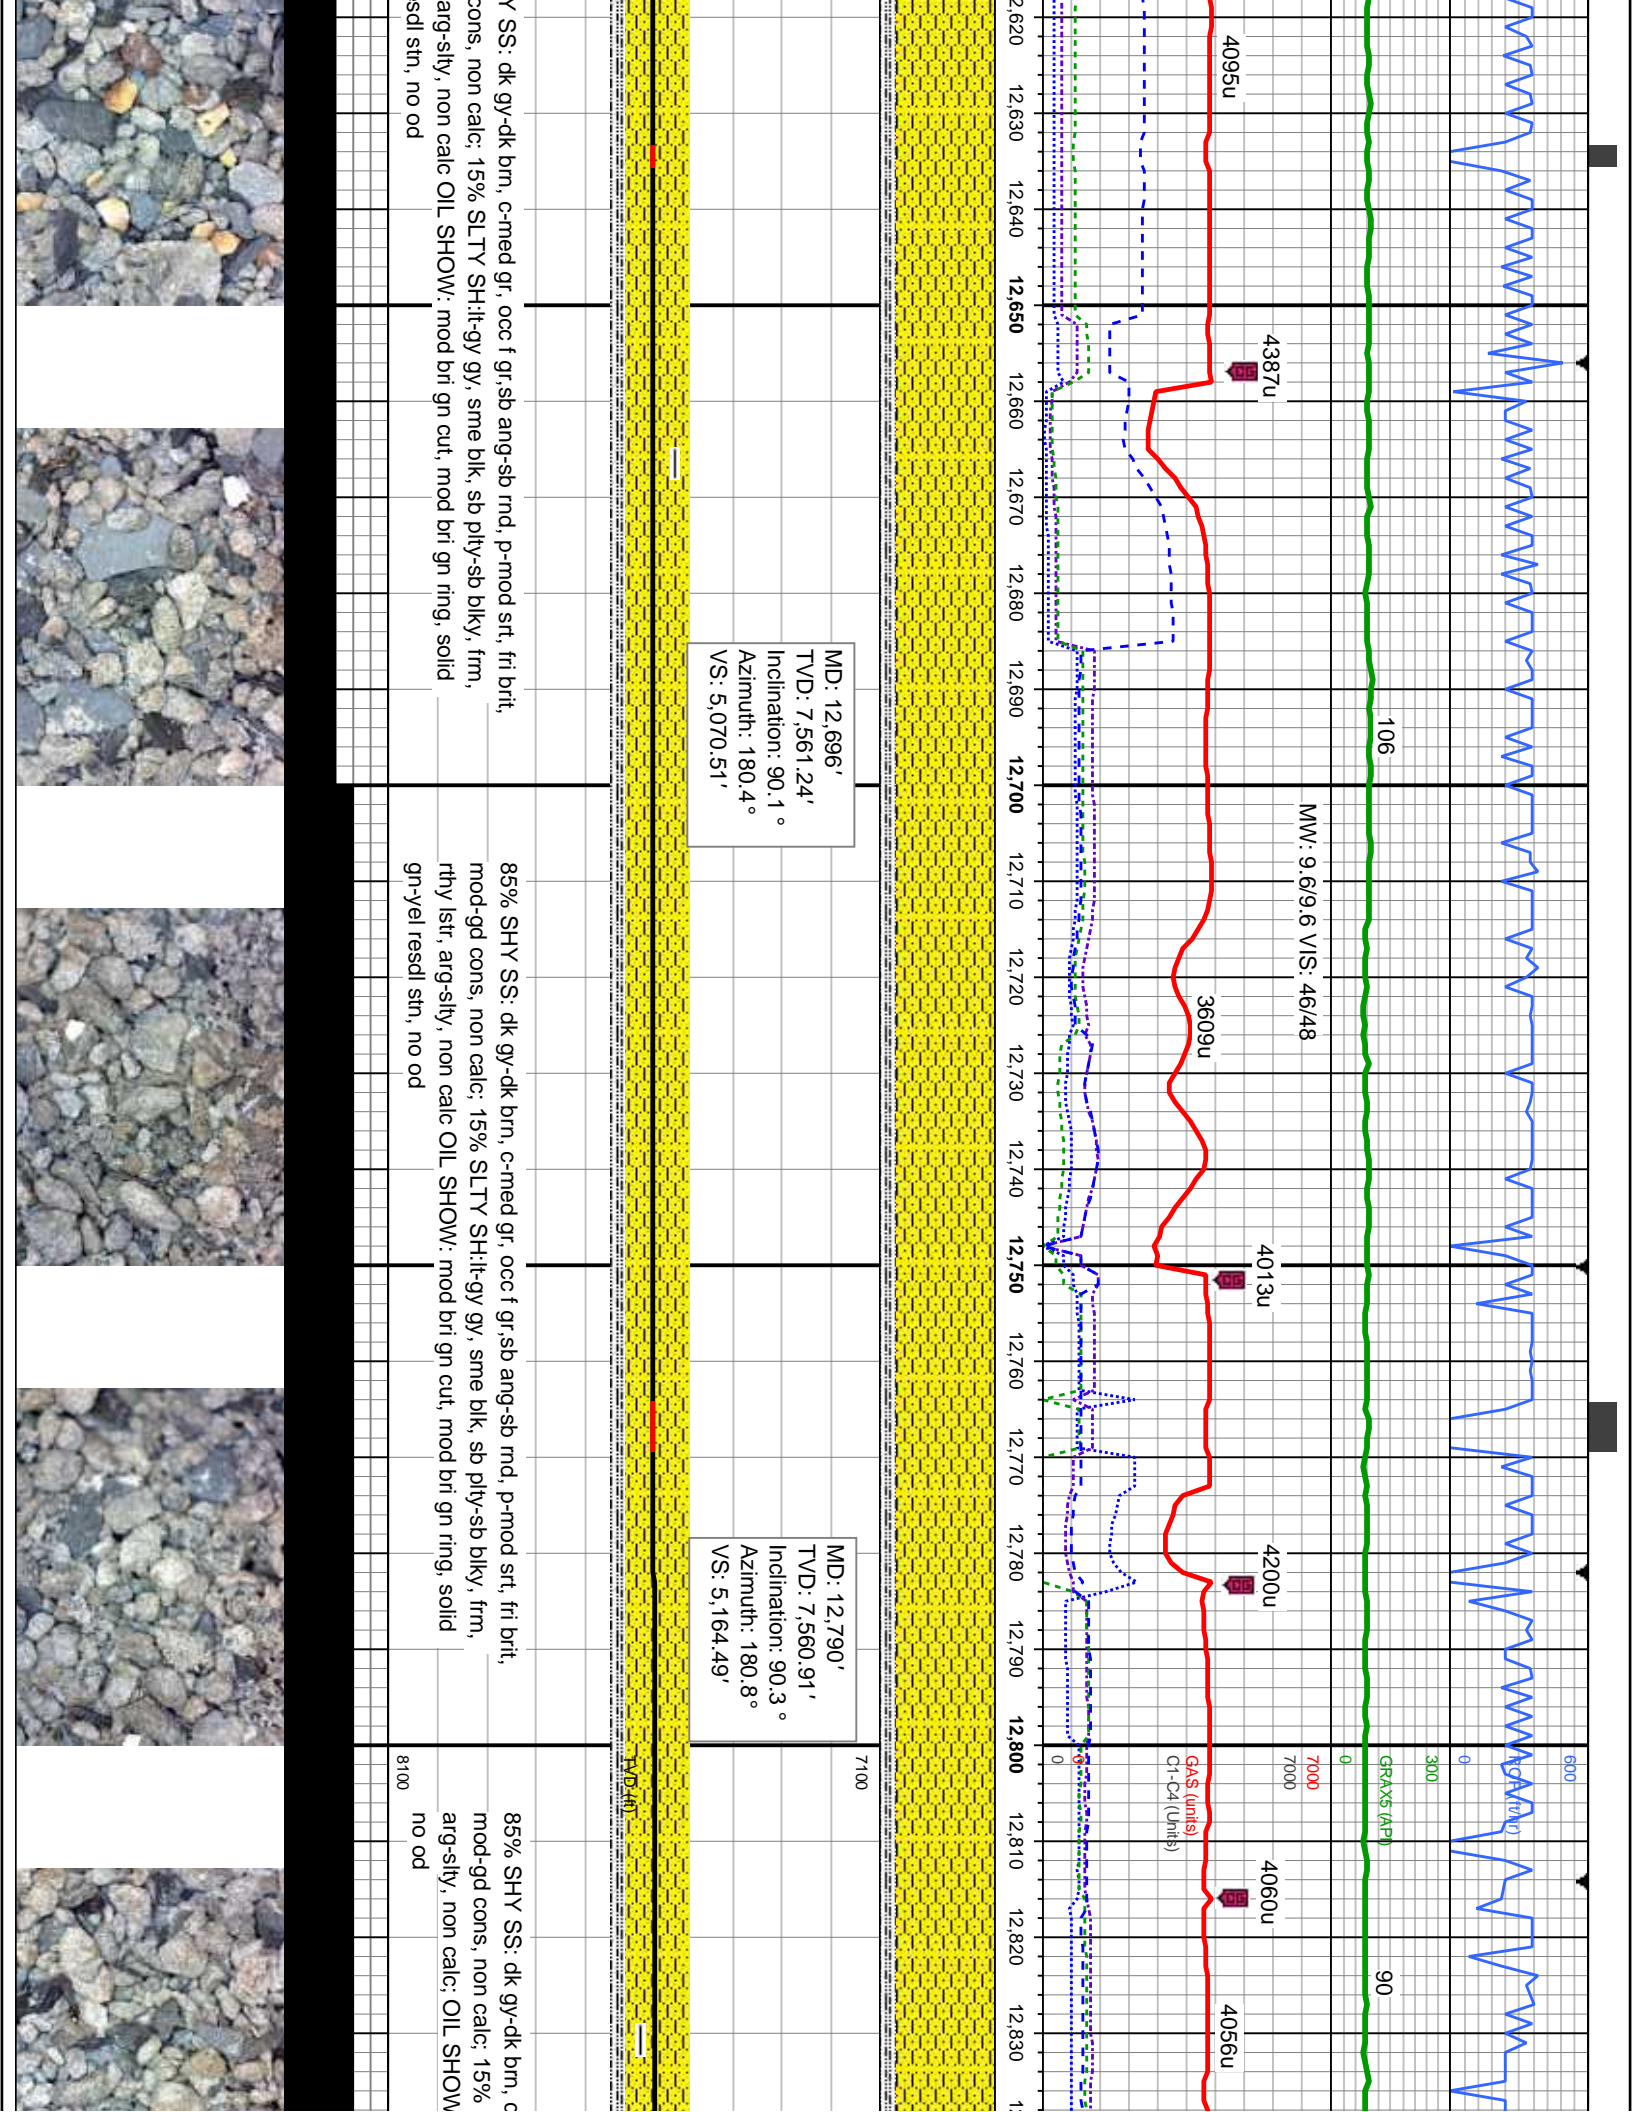 600
ROP (ft/hr)
0
300
GRAX5 (API)
0
106
90
7000
7000
GAS (units)
C1-C4 (Units)
0
0
MW: 9.6/9.6 VIS: 46/48
4095u
4387u
3609u
4013u
4200u
4060u
4056u
2,620
12,630
12,640
12,650
12,660
12,670
12,680
12,690
12,700
12,710
12,720
12,730
12,740
12,750
12,760
12,770
12,780
12,790
12,800
12,810
12,820
12,830
7100
MD: 12,696'
TVD: 7,561.24'
Inclination: 90.1 °
Azimuth: 180.4°
VS: 5,070.51'
MD: 12,790'
TVD: 7,560.91'
Inclination: 90.3 °
Azimuth: 180.8°
VS: 5,164.49'
TVD (ft)
8100
Y SS: dk gy-dk brn, c-med gr, occ f gr,sb ang-sb rnd, p-mod srt, fri brit,
cons, non calc; 15% SLTY SH:lt-gy gy, sme blk, sb plty-sb blky, frm,
arg-slty, non calc OIL SHOW: mod bri gn cut, mod bri gn ring, solid
sdl stn, no od
85% SHY SS: dk gy-dk brn, c-med gr, occ f gr,sb ang-sb rnd, p-mod srt, fri brit,
mod-gd cons, non calc; 15% SLTY SH:lt-gy gy, sme blk, sb plty-sb blky, frm,
rthy lstr, arg-slty, non calc OIL SHOW: mod bri gn cut, mod bri gn ring, solid
gn-yel resdl stn, no od
85% SHY SS: dk gy-dk brn, c
mod-gd cons, non calc; 15%
arg-slty, non calc; OIL SHOW
no od